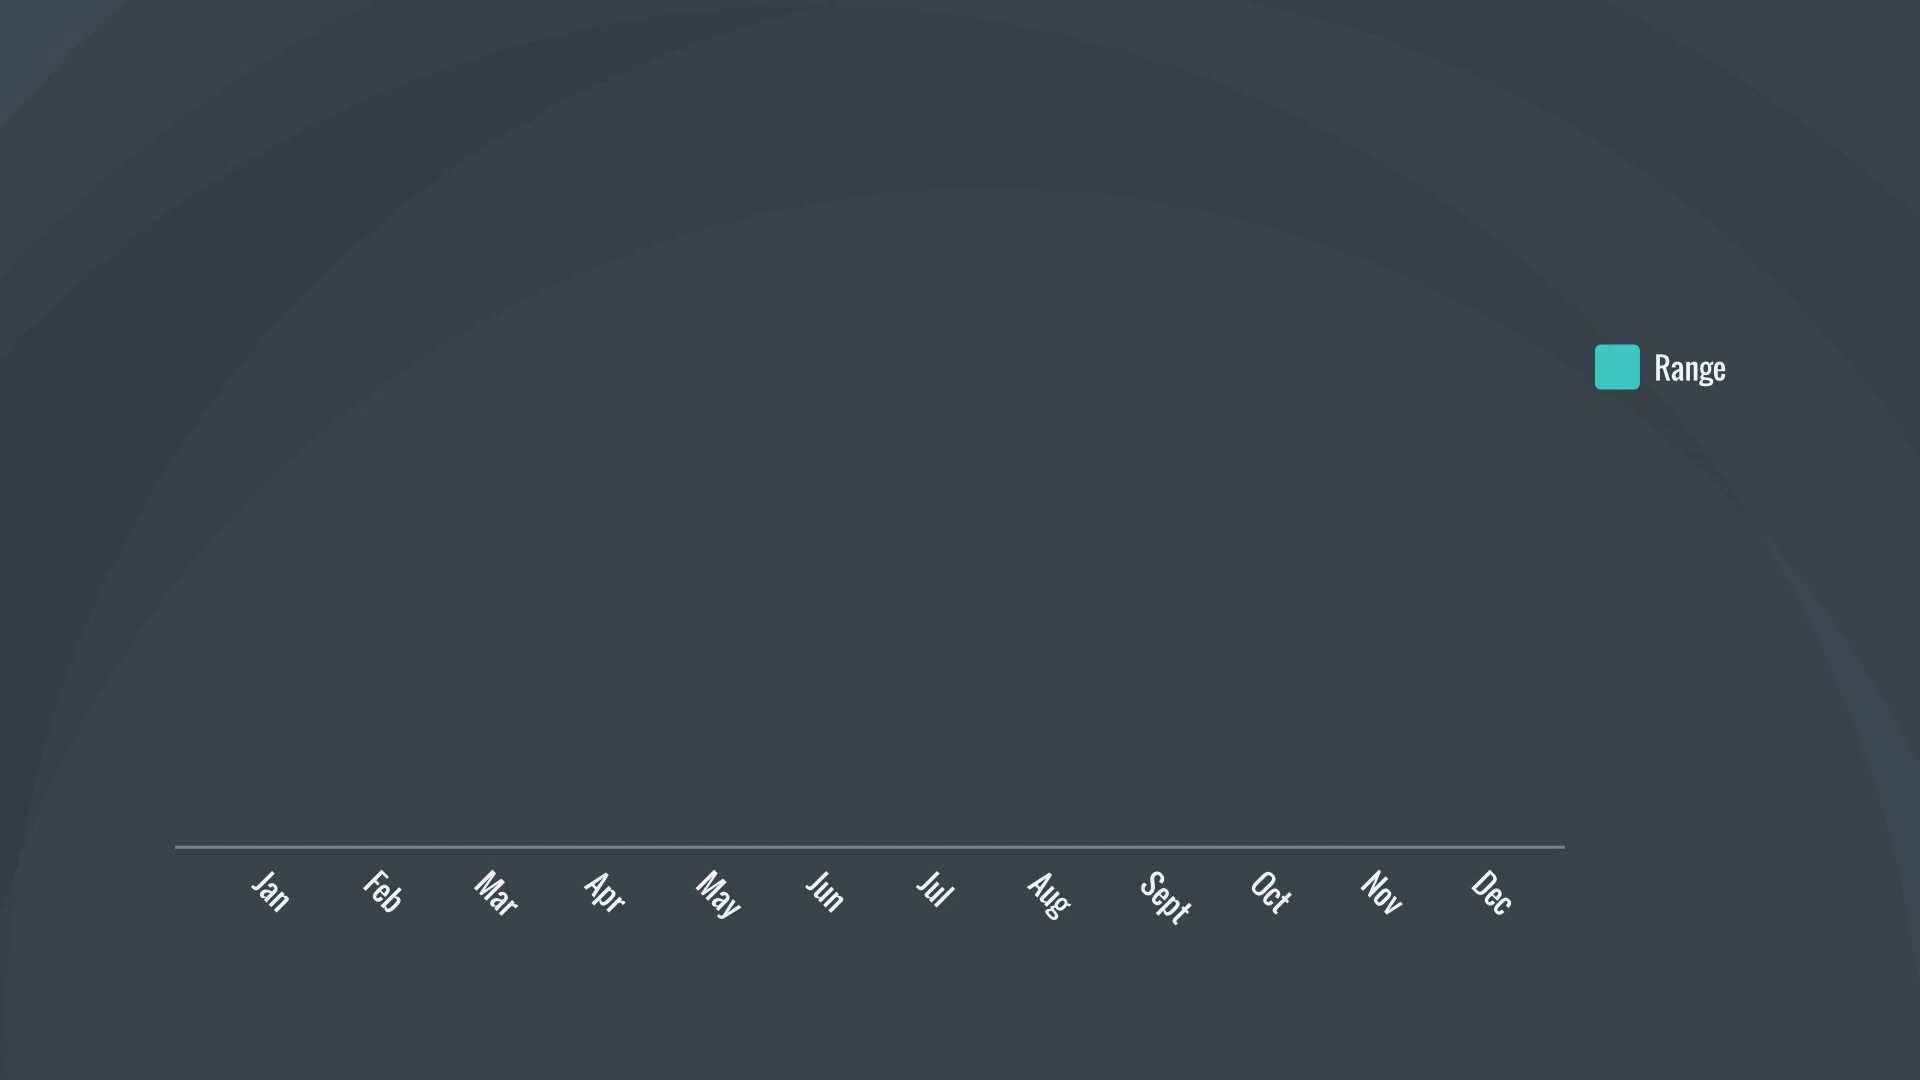 Range
Jan
Feb
Mar
Apr
May
Jun
Jul
Aug
Sept
Oct
Nov
Dec